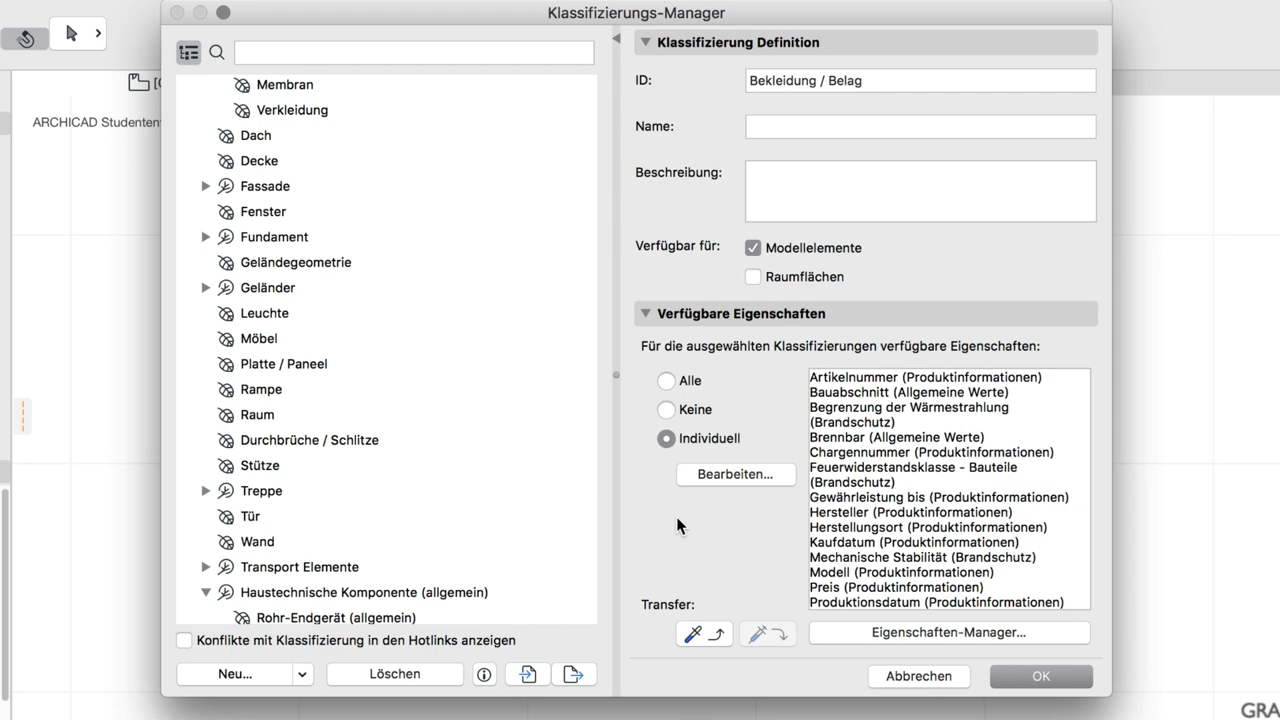 Klassifizierungs-Manager
[
ARCHICAD Studenten
Membran
Verkleidung
Dach
Decke
Fassade
Fenster
Fundament
Geländegeometrie
Geländer
Leuchte
Möbel
Platte / Paneel
Rampe
Raum
Durchbrüche / Schlitze
Stütze
Treppe
Tür
Wand
Transport Elemente
Haustechnische Komponente (allgemein)
Rohr-Endgerät (allgemein)
Konflikte mit Klassifizierung in den Hotlinks anzeigen
Neu...
Löschen
Klassifizierung Definition
ID:
Bekleidung / Belag
Name:
Beschreibung:
Verfügbar für:
Modellelemente
Raumflächen
Verfügbare Eigenschaften
Für die ausgewählten Klassifizierungen verfügbare Eigenschaften:
Alle
Keine
Individuell
Bearbeiten...
Artikelnummer (Produktinformationen)
Bauabschnitt (Allgemeine Werte)
Begrenzung der Wärmestrahlung
(Brandschutz)
Brennbar (Allgemeine Werte)
Chargennummer (Produktinformationen)
Feuerwiderstandsklasse - Bauteile
(Brandschutz)
Gewährleistung bis (Produktinformationen)
Hersteller (Produktinformationen)
Herstellungsort (Produktinformationen)
Kaufdatum (Produktinformationen)
Mechanische Stabilität (Brandschutz)
Modell (Produktinformationen)
Preis (Produktinformationen)
Produktionsdatum (Produktinformationen)
Transfer:
Eigenschaften-Manager...
Abbrechen
OK
GRA